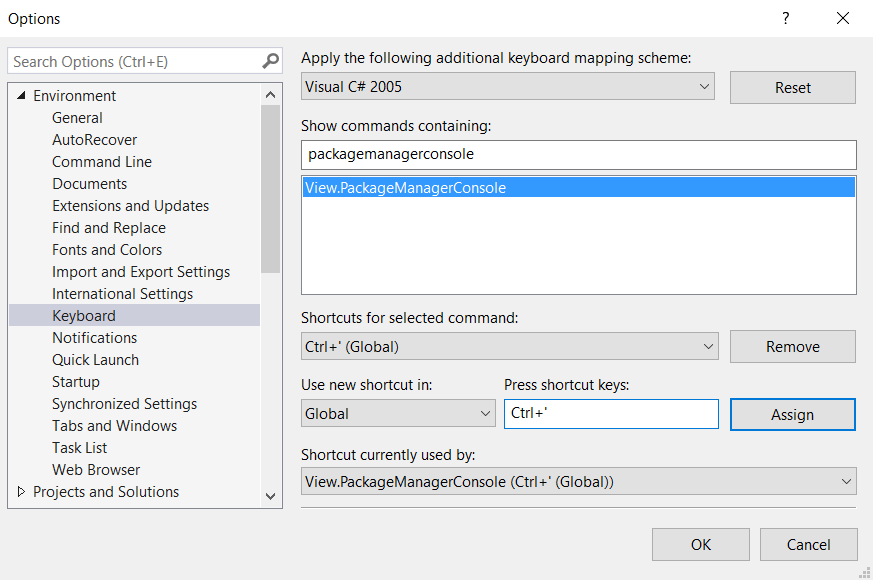 Options
?
Search Options (Ctrl+E)
Environment
General
AutoRecover
Command Line
Documents
Extensions and Updates
Find and Replace
Fonts and Colors
Import and Export Settings
International Settings
Keyboard
Notifications
Quick Launch
Startup
Synchronized Settings
Tabs and Windows
Task List
Web Browser
Projects and Solutions
Apply the following additional keyboard mapping scheme:
Visual C# 2005
Reset
Show commands containing:
packagemanagerconsole
View.PackageManagerConsole
Shortcuts for selected command:
Ctrl+' (Global)
Remove
Use new shortcut in:
Press shortcut keys:
Global
Ctrl+'
Assign
Shortcut currently used by:
View.PackageManagerConsole (Ctrl+' (Global))
OK
Cancel